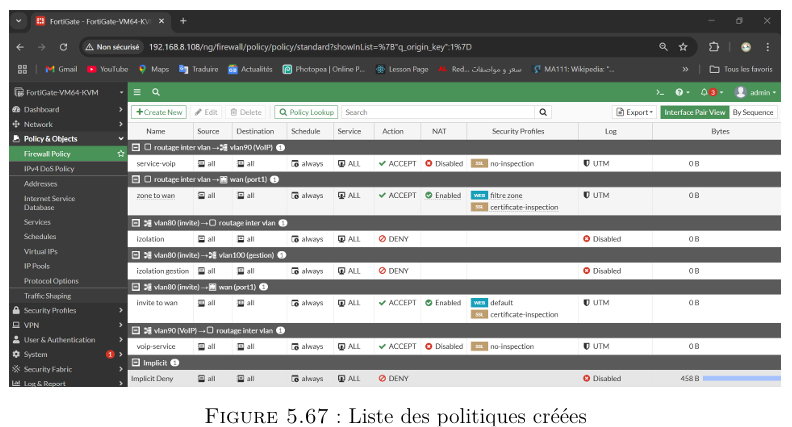 FortiGate - FortiGate-VM64-KV
Non sécurisé 192.168.8.108/ng/firewall/policy/policy/standard?showInList=%7B"q_origin_key":1%7D
Gmail YouTube Maps Traduire Actualités Photopea | Online P... Lesson Page Red... سعر و مواصفات MA111: Wikipedia: "... » Tous les favoris
FortiGate-VM64-KVM >_ 3 admin
Dashboard
Network
Policy & Objects
Firewall Policy
IPv4 DoS Policy
Addresses
Internet Service
Database
Services
Schedules
Virtual IPs
IP Pools
Protocol Options
Traffic Shaping
Security Profiles
VPN
User & Authentication
System 1
Security Fabric
Log & Report
+ Create New Edit Delete Policy Lookup Search Export Interface Pair View By Sequence
Name Source Destination Schedule Service Action NAT Security Profiles Log Bytes
routage inter vlan → vlan90 (VoIP) 1
service-voip all all always ALL ACCEPT Disabled SSL no-inspection UTM 0 B
routage inter vlan → wan (port1) 1
zone to wan all all always ALL ACCEPT Enabled WEB filtre zone UTM 0 B
SSL certificate-inspection
vlan80 (invite) → routage inter vlan 1
izolation all all always ALL DENY Disabled 0 B
vlan80 (invite) → vlan100 (gestion) 1
izolation gestion all all always ALL DENY Disabled 0 B
vlan80 (invite) → wan (port1) 1
invite to wan all all always ALL ACCEPT Enabled WEB default UTM 0 B
SSL certificate-inspection
vlan90 (VoIP) → routage inter vlan 1
voip-service all all always ALL ACCEPT Disabled SSL no-inspection UTM 0 B
Implicit 1
Implicit Deny all all always ALL DENY Disabled 458 B
FIGURE 5.67 : Liste des politiques créées